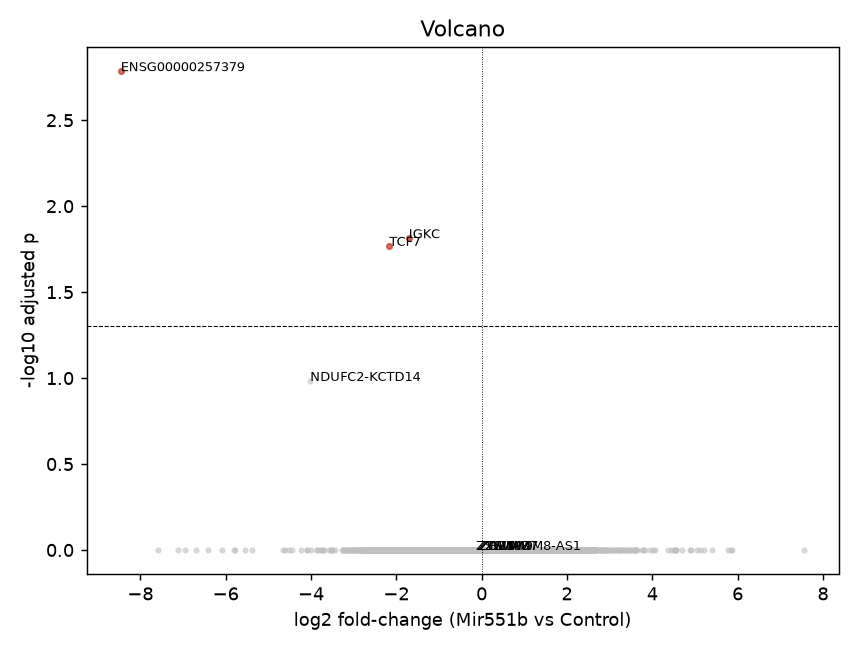 Volcano
ENSG00000257379
2.5
2.0
IGKC
TCF7
1.5
1.0
NDUFC2-KCTD14
0.5
0.0
-log10 adjusted p
−8
−6
−4
−2
0
2
4
6
8
log2 fold-change (Mir551b vs Control)